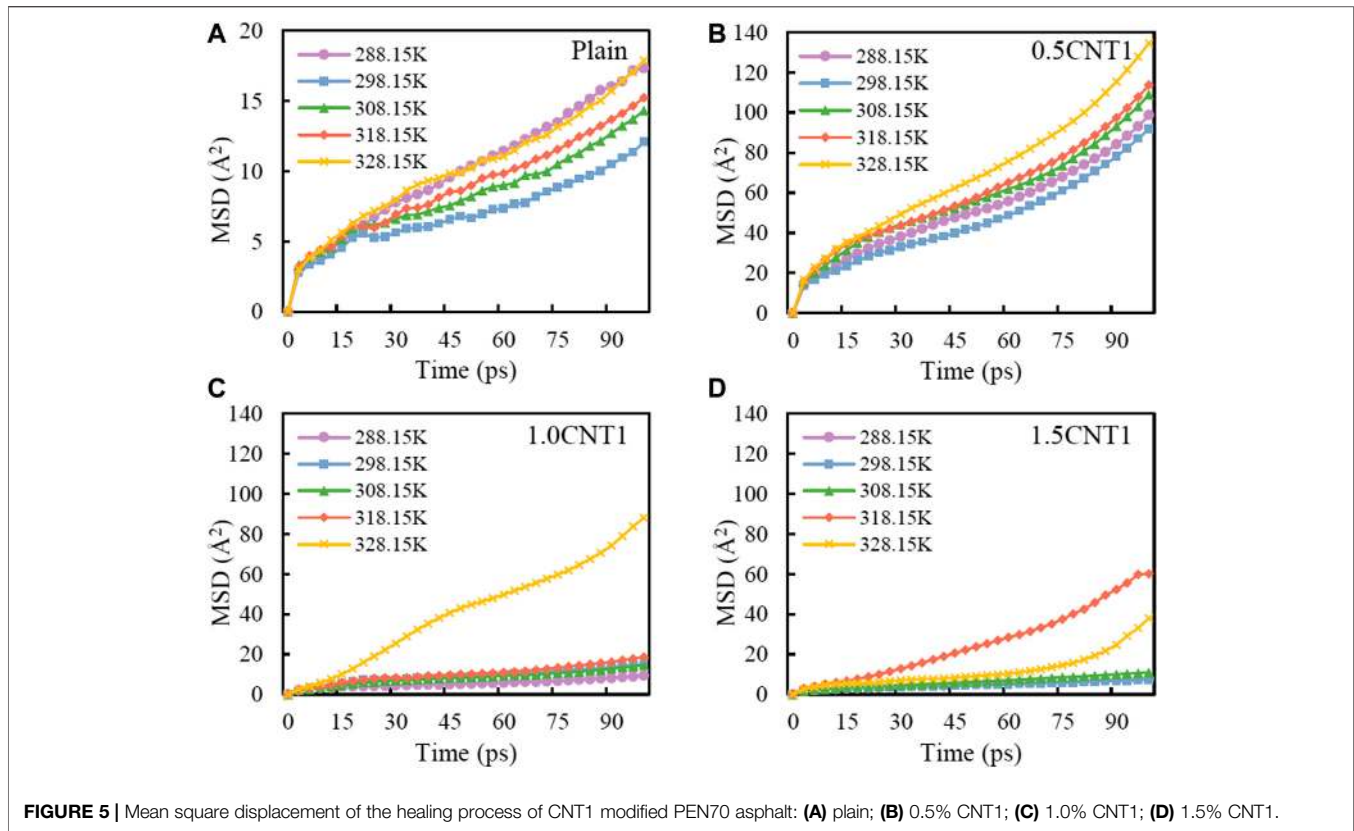 A
Plain
288.15K
298.15K
308.15K
318.15K
328.15K
MSD (Å²)
20
15
10
5
0
0 15 30 45 60 75 90
Time (ps)
B
0.5CNT1
288.15K
298.15K
308.15K
318.15K
328.15K
MSD (Å²)
140
120
100
80
60
40
20
0
0 15 30 45 60 75 90
Time (ps)
C
1.0CNT1
288.15K
298.15K
308.15K
318.15K
328.15K
MSD (Å²)
140
120
100
80
60
40
20
0
0 15 30 45 60 75 90
Time (ps)
D
1.5CNT1
288.15K
298.15K
308.15K
318.15K
328.15K
MSD (Å²)
140
120
100
80
60
40
20
0
0 15 30 45 60 75 90
Time (ps)
FIGURE 5 | Mean square displacement of the healing process of CNT1 modified PEN70 asphalt: (A) plain; (B) 0.5% CNT1; (C) 1.0% CNT1; (D) 1.5% CNT1.